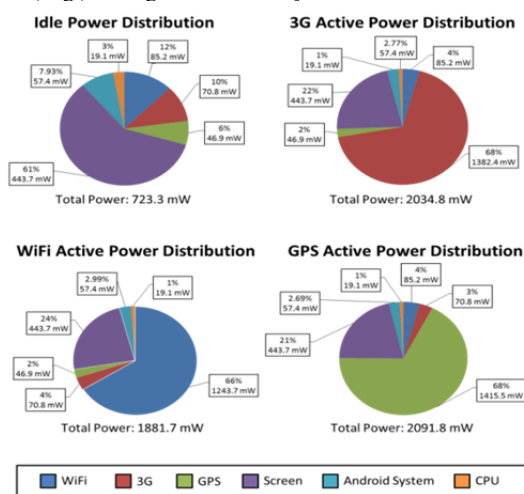 Idle Power Distribution
3%
19.1 mW
12%
85.2 mW
7.93%
57.4 mW
10%
70.8 mW
6%
46.9 mW
61%
443.7 mW
Total Power: 723.3 mW
3G Active Power Distribution
2.77%
57.4 mW
1%
19.1 mW
4%
85.2 mW
22%
443.7 mW
2%
46.9 mW
68%
1382.4 mW
Total Power: 2034.8 mW
WiFi Active Power Distribution
2.99%
57.4 mW
1%
19.1 mW
24%
443.7 mW
2%
46.9 mW
4%
70.8 mW
66%
1243.7 mW
Total Power: 1881.7 mW
GPS Active Power Distribution
1%
19.1 mW
4%
85.2 mW
2.69%
57.4 mW
3%
70.8 mW
21%
443.7 mW
68%
1415.5 mW
Total Power: 2091.8 mW
WiFi 3G GPS Screen Android System CPU